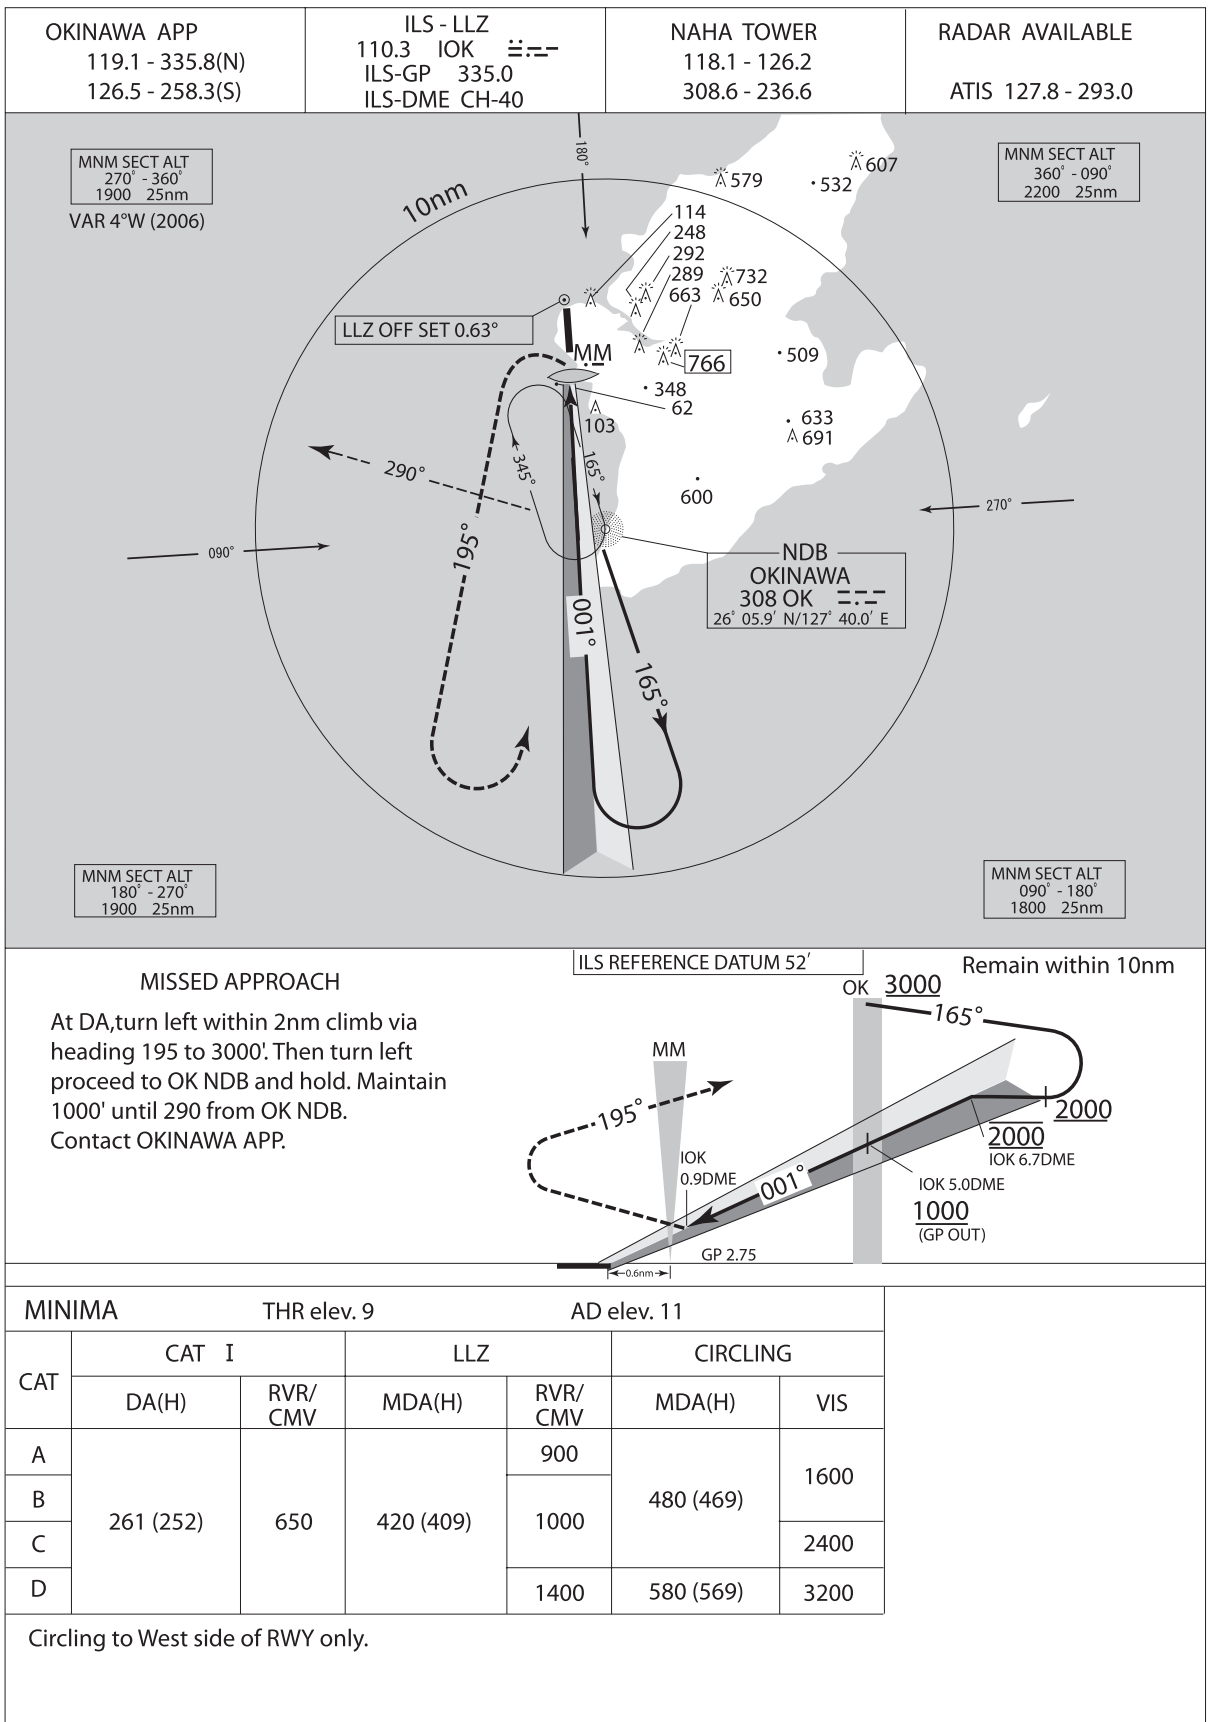 OKINAWA APP
119.1 - 335.8(N)
126.5 - 258.3(S)
ILS - LLZ
110.3 IOK
ILS-GP 335.0
ILS-DME CH-40
NAHA TOWER
118.1 - 126.2
308.6 - 236.6
RADAR AVAILABLE
ATIS 127.8 - 293.0
MNM SECT ALT
270° - 360°
1900 25nm
VAR 4°W (2006)
10nm
180°
MNM SECT ALT
360° - 090°
2200 25nm
579
607
532
114
248
292
289
663
732
650
LLZ OFF SET 0.63°
MM
766
509
348
62
103
633
691
600
290°
345°
165°
195°
090°
270°
001°
165°
NDB
OKINAWA
308 OK
26° 05.9′ N/127° 40.0′ E
MNM SECT ALT
180° - 270°
1900 25nm
MNM SECT ALT
090° - 180°
1800 25nm
MISSED APPROACH
At DA,turn left within 2nm climb via
heading 195 to 3000'. Then turn left
proceed to OK NDB and hold. Maintain
1000' until 290 from OK NDB.
Contact OKINAWA APP.
ILS REFERENCE DATUM 52′
Remain within 10nm
OK 3000
165°
MM
195°
2000
2000
IOK 6.7DME
IOK
0.9DME
001°
IOK 5.0DME
1000
(GP OUT)
GP 2.75
0.6nm
MINIMA THR elev. 9 AD elev. 11
CAT
CAT I LLZ CIRCLING
DA(H) RVR/CMV MDA(H) RVR/CMV MDA(H) VIS
A 900
B 1600
480 (469)
261 (252) 650 420 (409) 1000
C 2400
D 1400 580 (569) 3200
Circling to West side of RWY only.